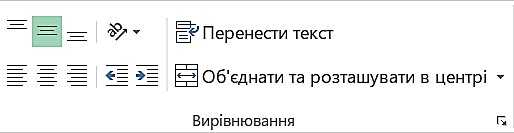 Перенести текст
Об'єднати та розташувати в центрі
Вирівнювання